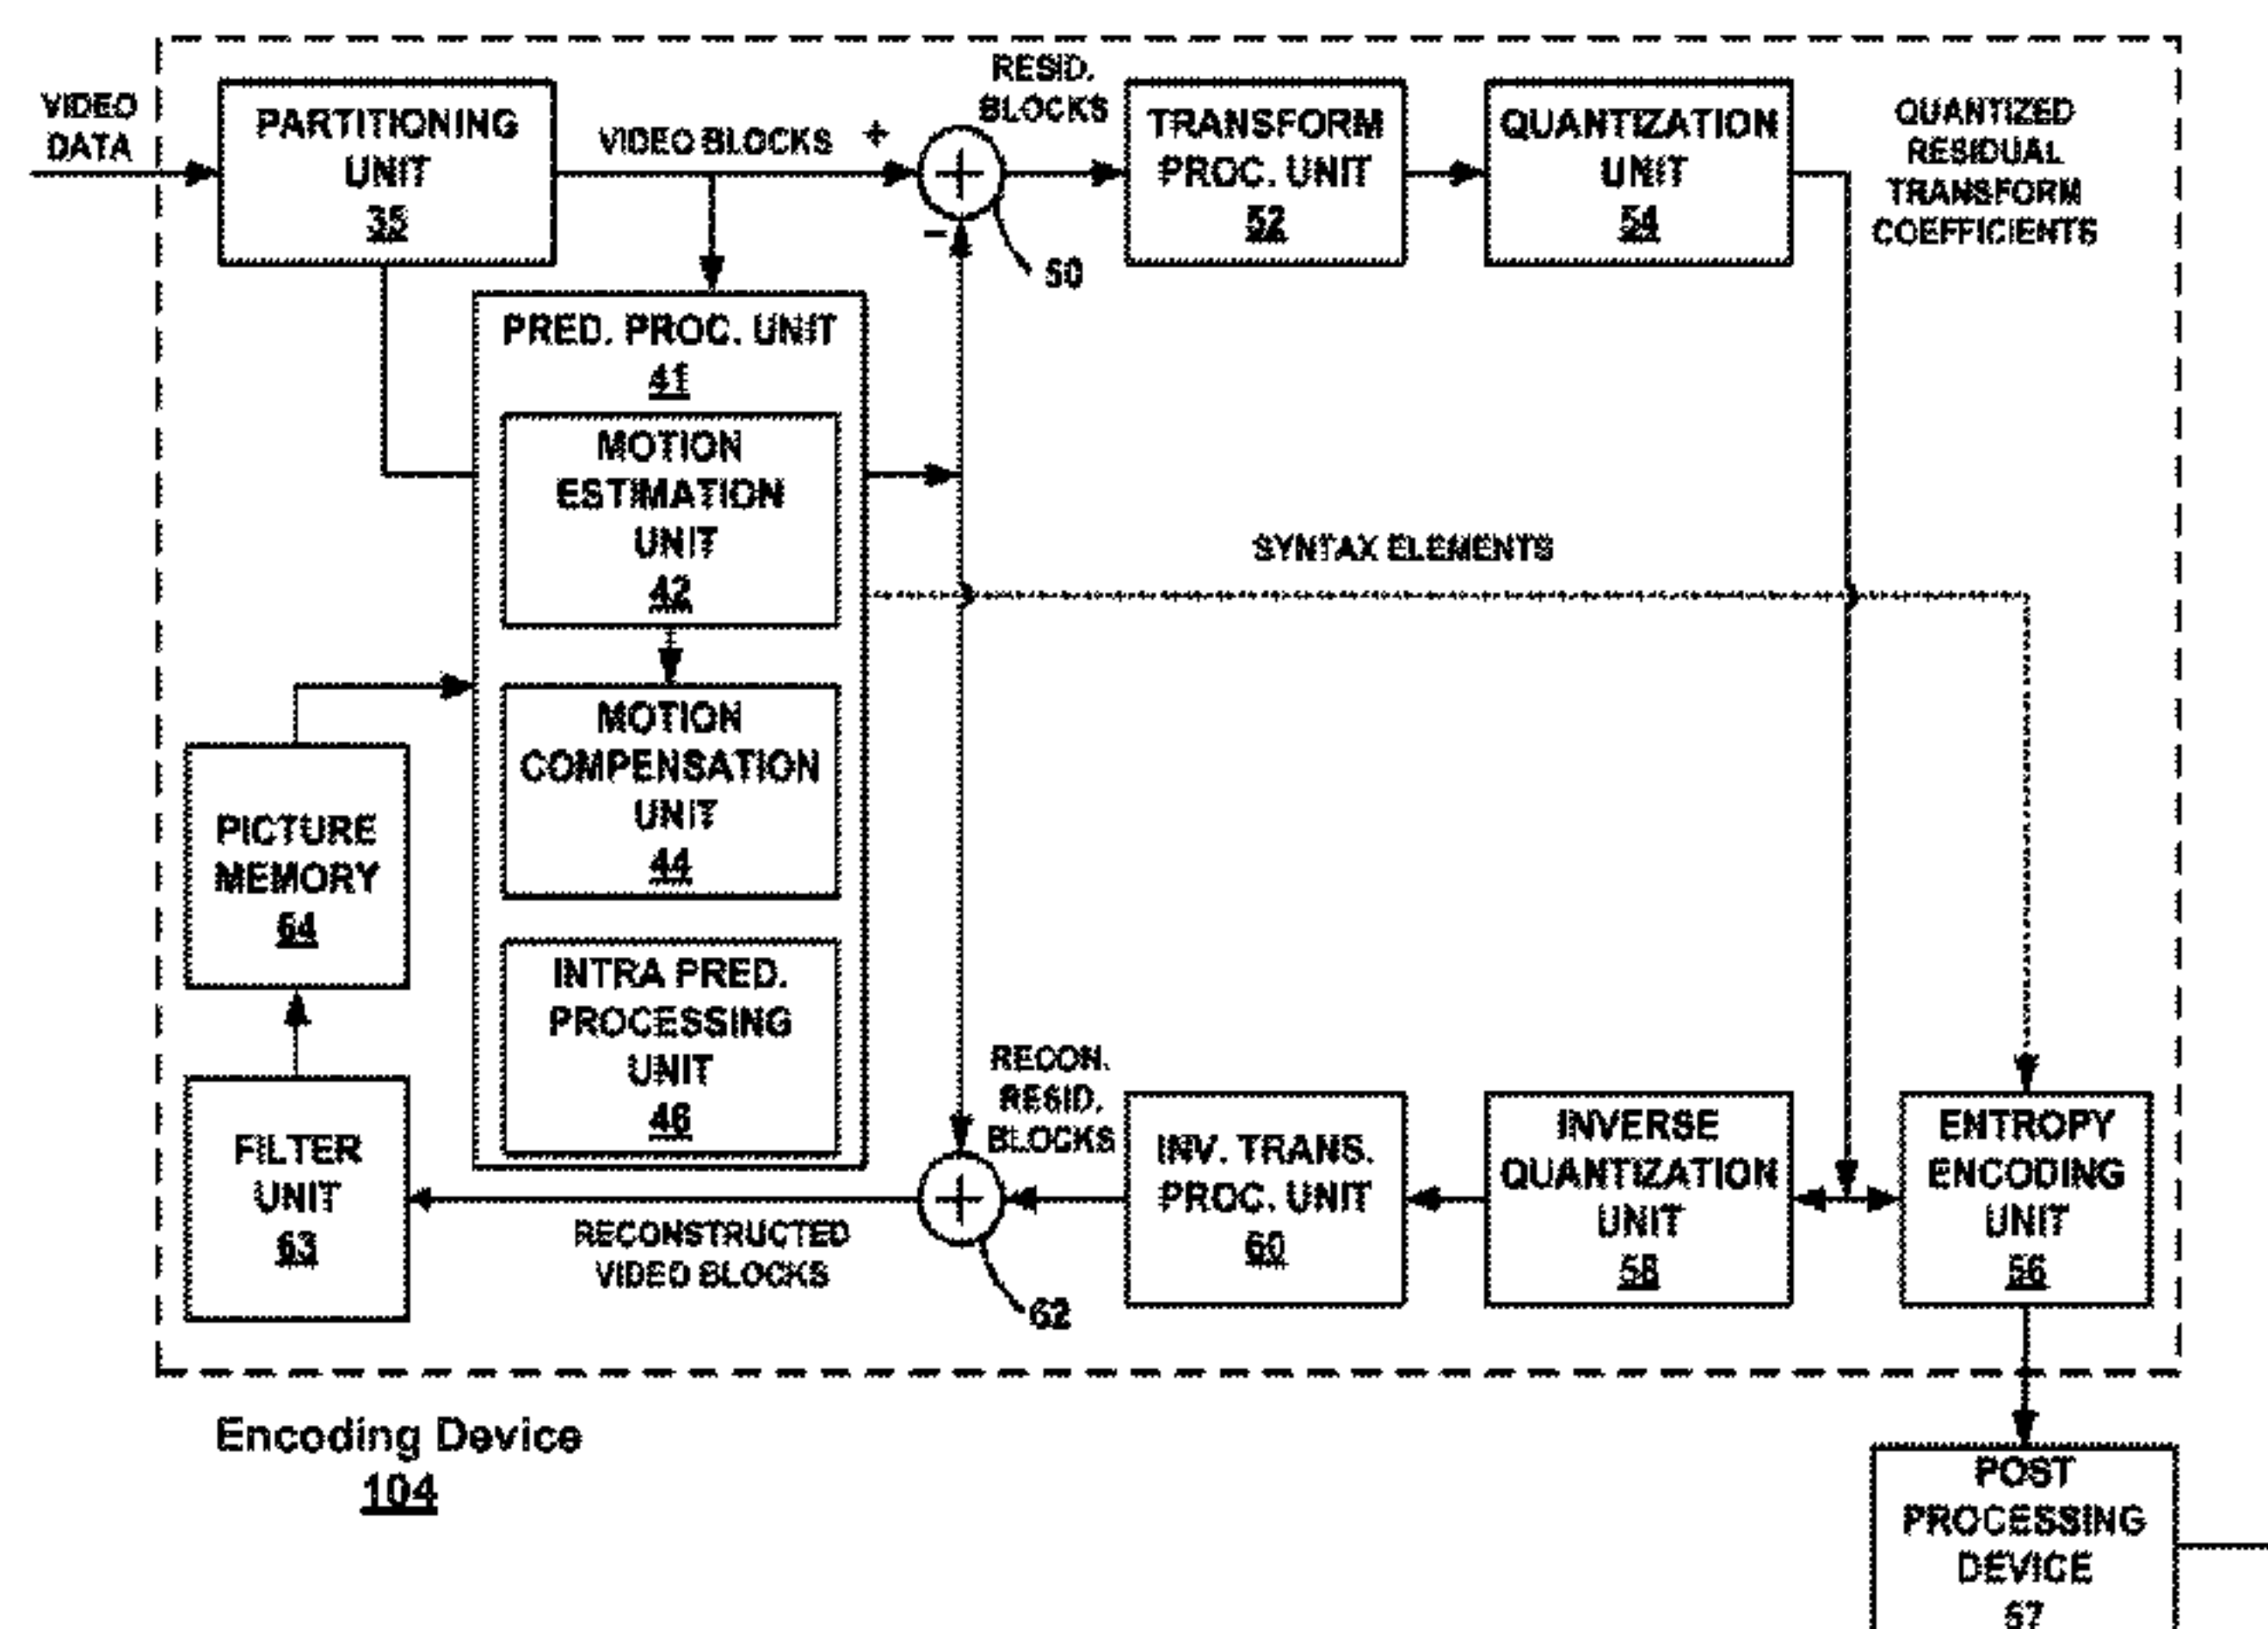 VIDEO
DATA
PARTITIONING
UNIT
35
VIDEO BLOCKS
+
−
RESID.
BLOCKS
50
TRANSFORM
PROC. UNIT
52
QUANTIZATION
UNIT
54
QUANTIZED
RESIDUAL
TRANSFORM
COEFFICIENTS
PRED. PROC. UNIT
41
MOTION
ESTIMATION
UNIT
42
SYNTAX ELEMENTS
MOTION
COMPENSATION
UNIT
44
PICTURE
MEMORY
64
INTRA PRED.
PROCESSING
UNIT
46
FILTER
UNIT
63
RECONSTRUCTED
VIDEO BLOCKS
RECON.
RESID.
BLOCKS
62
INV. TRANS.
PROC. UNIT
60
INVERSE
QUANTIZATION
UNIT
58
ENTROPY
ENCODING
UNIT
56
Encoding Device
104
POST
PROCESSING
DEVICE
57